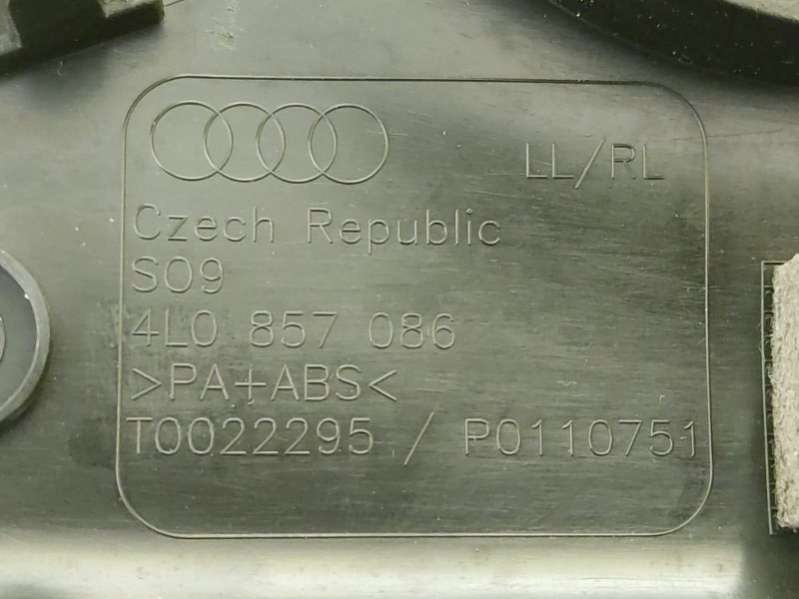 LL/RL
Czech Republic
S09
4L0 857 086
>PA+ABS<
T0022295 / P0110751